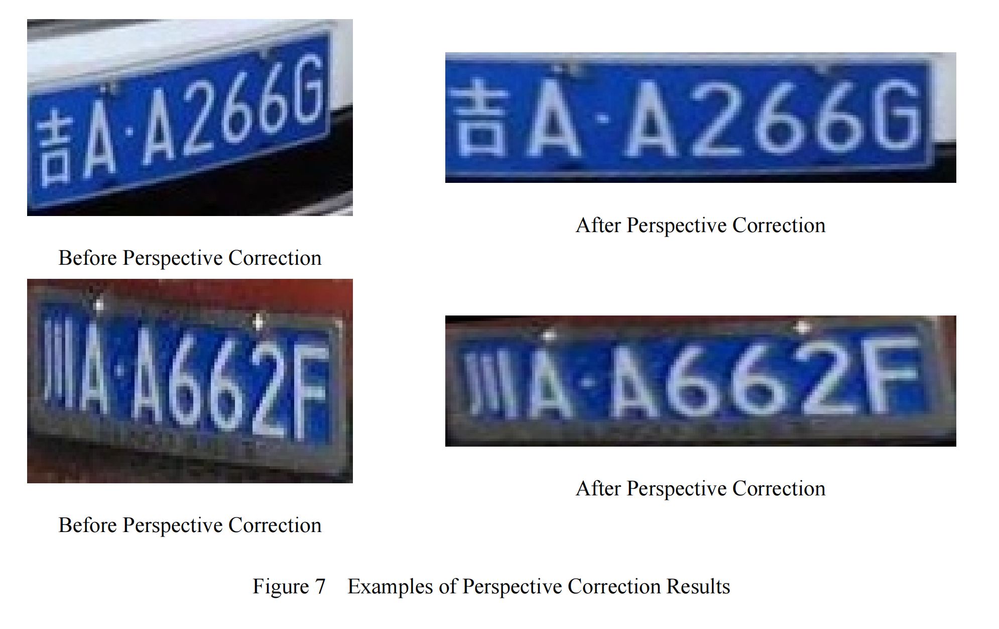 吉A·A266G
吉A·A266G
After Perspective Correction
Before Perspective Correction
川A·A662F
川A·A662F
After Perspective Correction
Before Perspective Correction
Figure 7 Examples of Perspective Correction Results